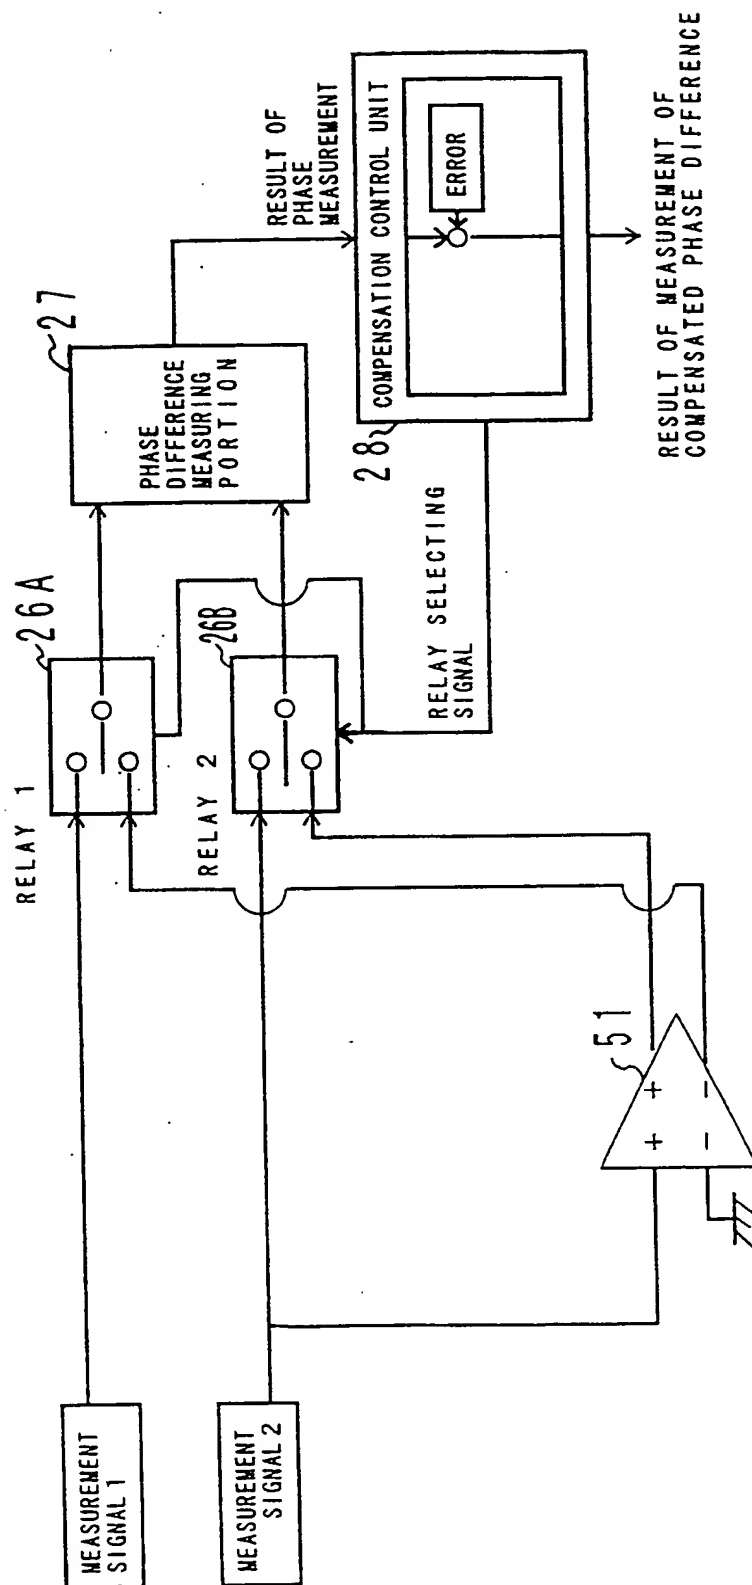 MEASUREMENT
SIGNAL 1
MEASUREMENT
SIGNAL 2
RELAY 1
26A
RELAY 2
26B
51
+ +
- -
PHASE
DIFFERENCE
MEASURING
PORTION
27
RELAY SELECTING
SIGNAL
RESULT OF
PHASE
MEASUREMENT
28
COMPENSATION CONTROL UNIT
ERROR
RESULT OF MEASUREMENT OF
COMPENSATED PHASE DIFFERENCE